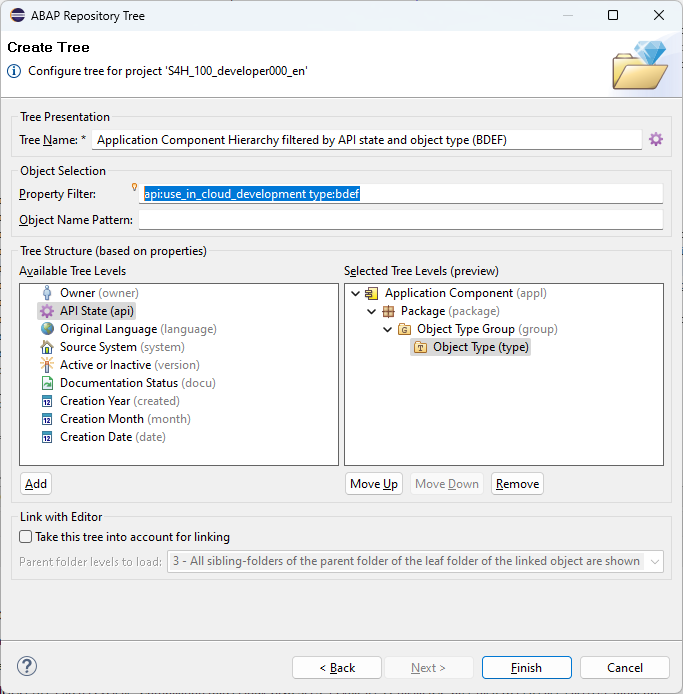 ABAP Repository Tree
Create Tree
Configure tree for project 'S4H_100_developer000_en'
Tree Presentation
Tree Name: * Application Component Hierarchy filtered by API state and object type (BDEF)
Object Selection
Property Filter: api:use_in_cloud_development type:bdef
Object Name Pattern:
Tree Structure (based on properties)
Available Tree Levels
Owner (owner)
API State (api)
Original Language (language)
Source System (system)
Active or Inactive (version)
Documentation Status (docu)
Creation Year (created)
Creation Month (month)
Creation Date (date)
Add
Selected Tree Levels (preview)
Application Component (appl)
Package (package)
Object Type Group (group)
Object Type (type)
Move Up Move Down Remove
Link with Editor
Take this tree into account for linking
Parent folder levels to load: 3 - All sibling-folders of the parent folder of the leaf folder of the linked object are shown
? < Back Next > Finish Cancel